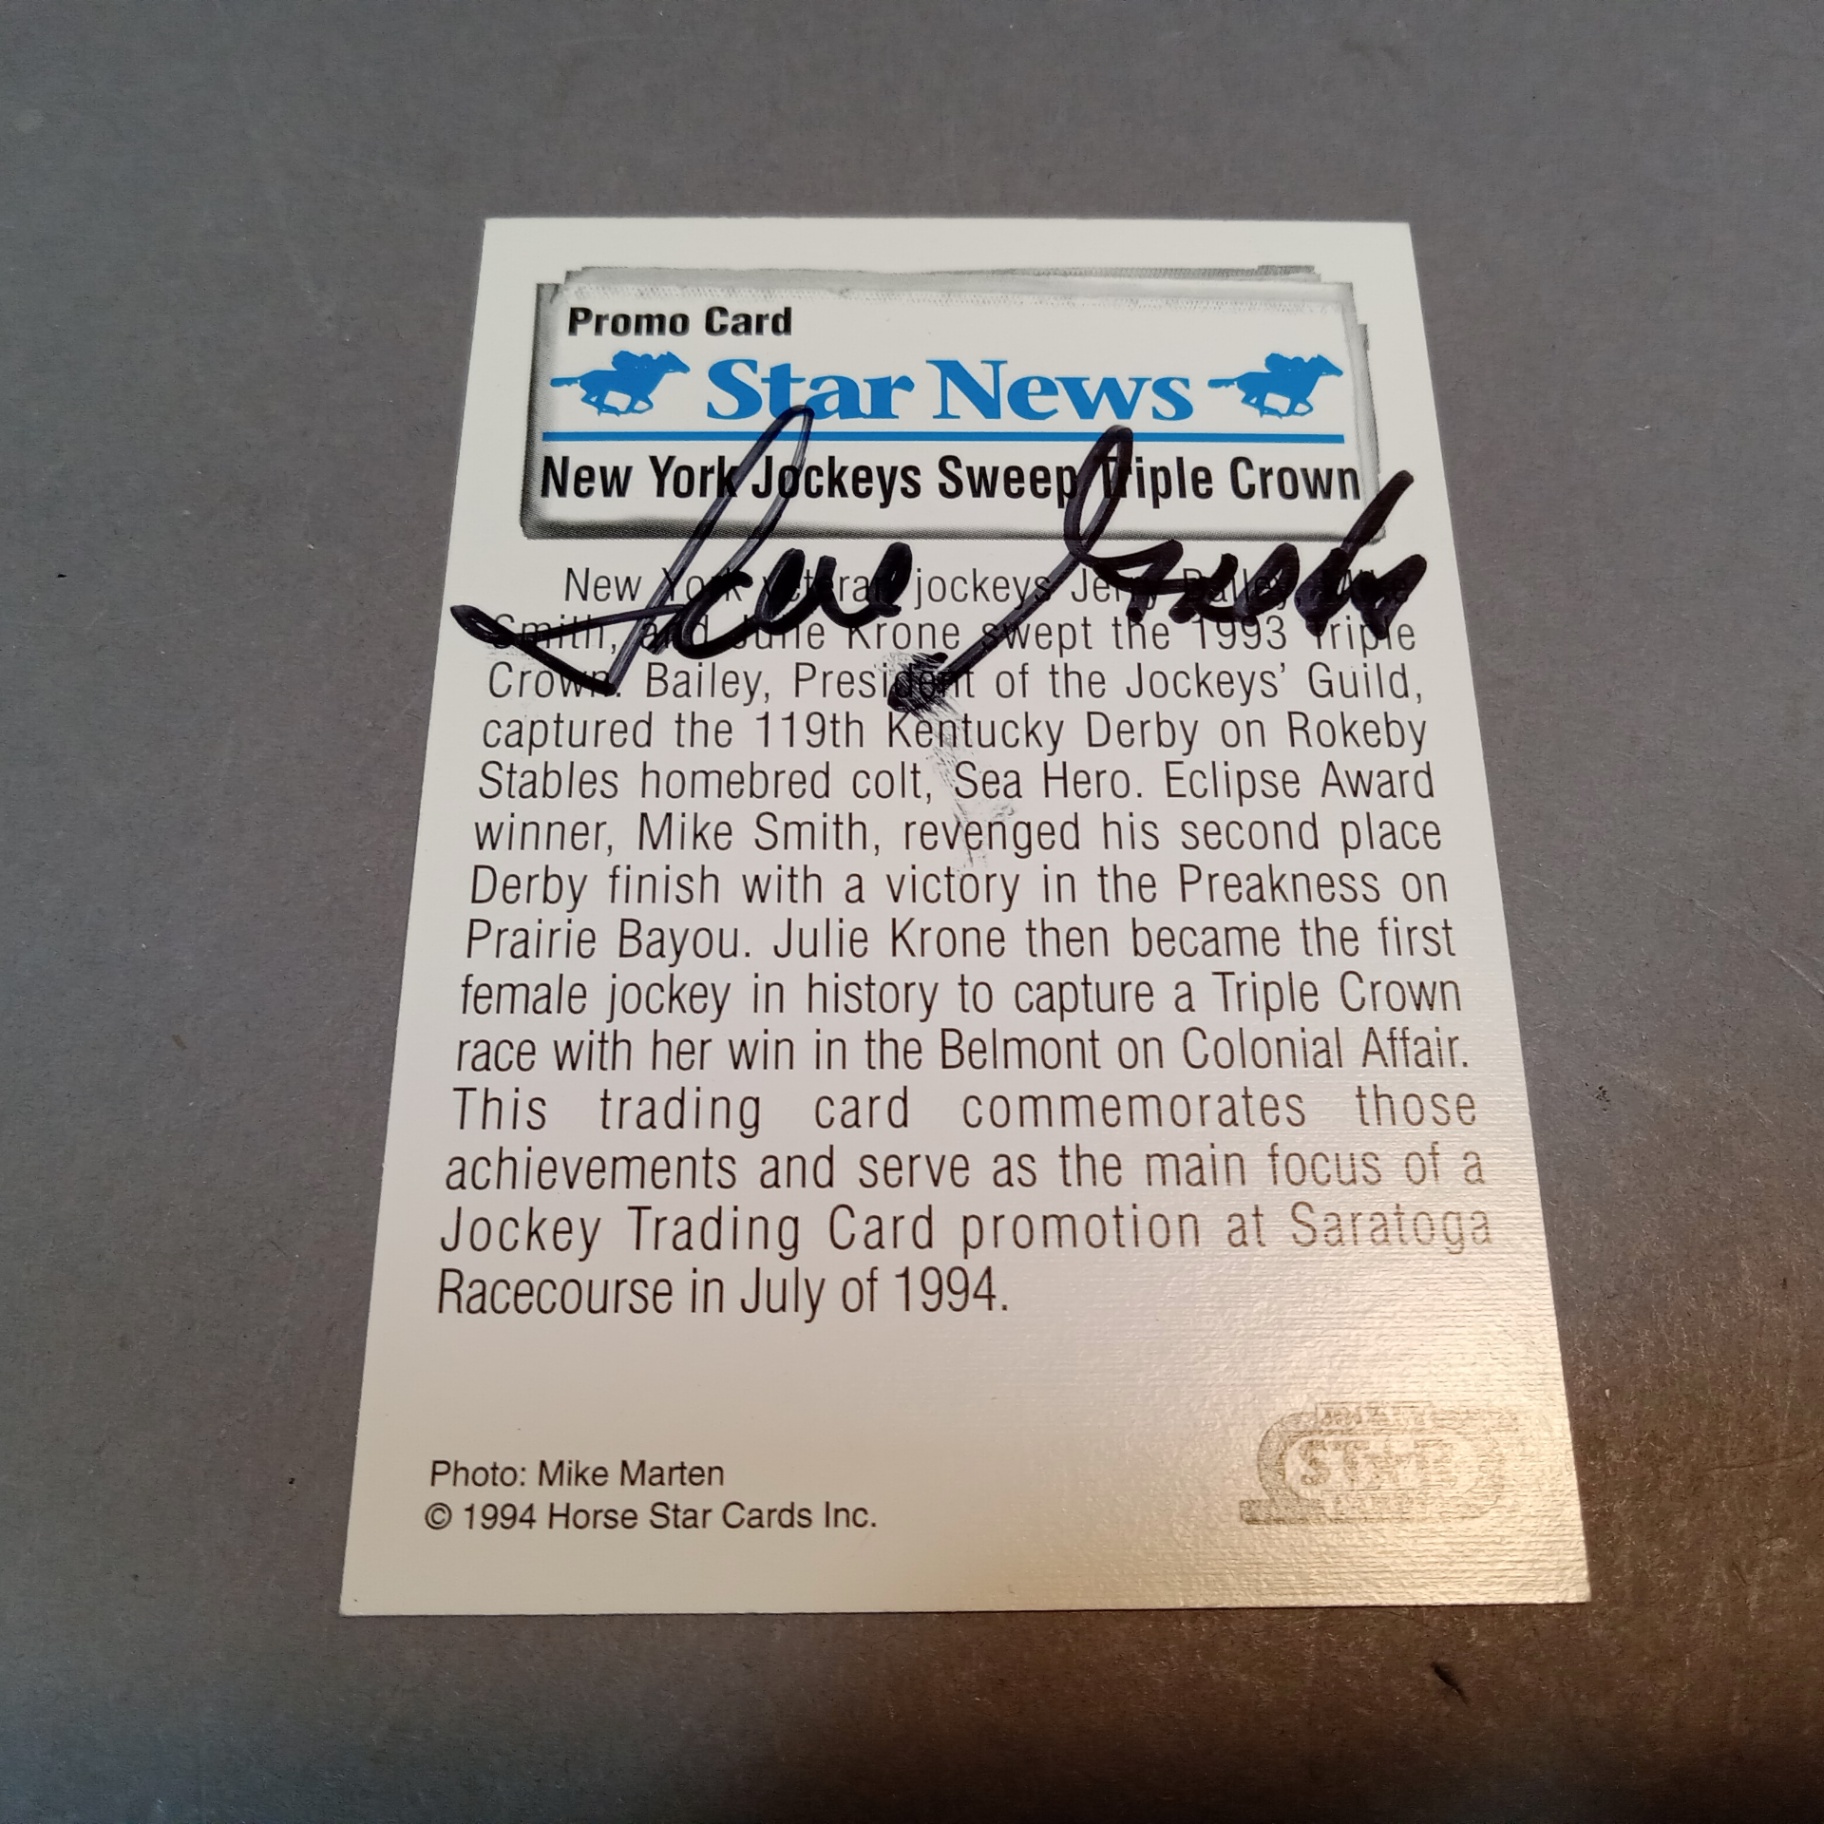 Promo Card
Star News
New York Jockeys Sweep Triple Crown
New York veteran jockeys Jerry Bailey, Mike
Smith, and Julie Krone swept the 1993 Triple
Crown. Bailey, President of the Jockeys' Guild,
captured the 119th Kentucky Derby on Rokeby
Stables homebred colt, Sea Hero. Eclipse Award
winner, Mike Smith, revenged his second place
Derby finish with a victory in the Preakness on
Prairie Bayou. Julie Krone then became the first
female jockey in history to capture a Triple Crown
race with her win in the Belmont on Colonial Affair.
This trading card commemorates those
achievements and serve as the main focus of a
Jockey Trading Card promotion at Saratoga
Racecourse in July of 1994.
Photo: Mike Marten
© 1994 Horse Star Cards Inc.